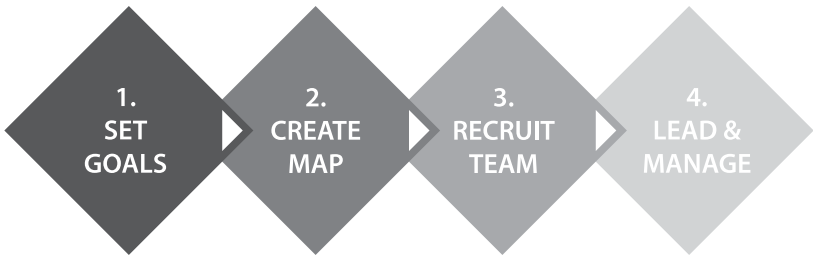 1.
SET
GOALS
2.
CREATE
MAP
3.
RECRUIT
TEAM
4.
LEAD &
MANAGE